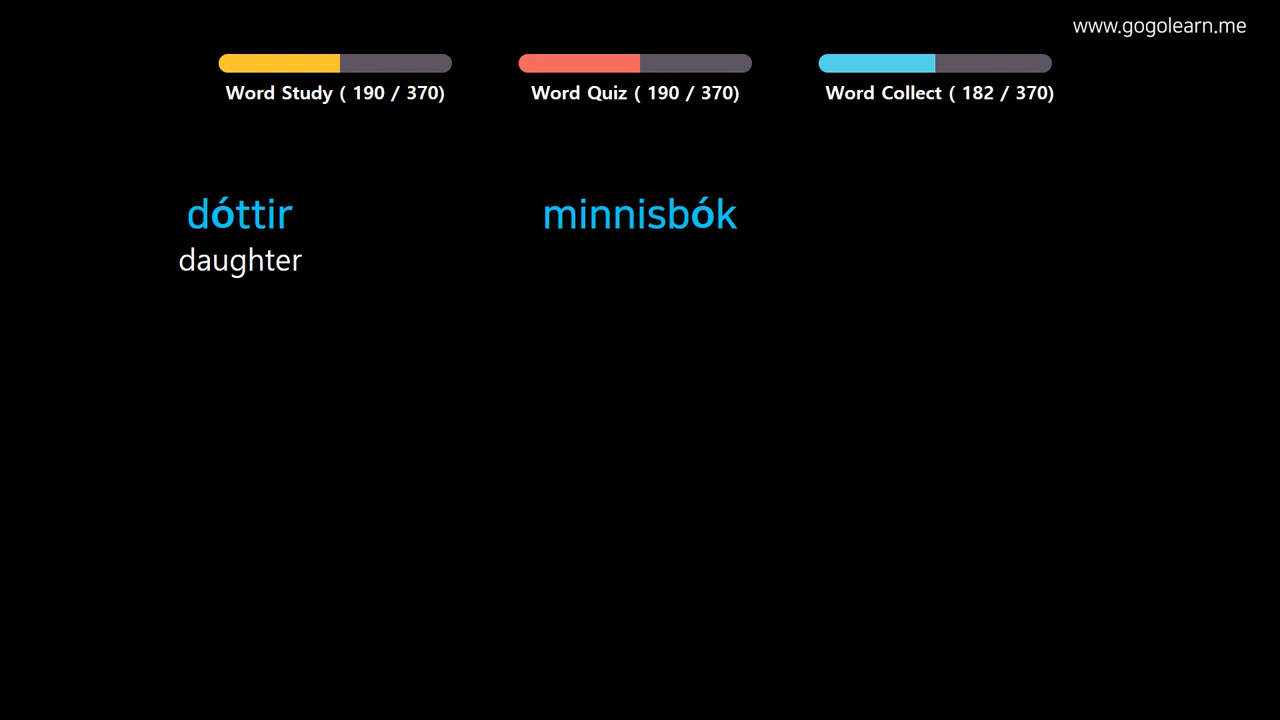 www.gogolearn.me
Word Study ( 190 / 370)
Word Quiz ( 190 / 370)
Word Collect ( 182 / 370)
dóttir
daughter
minnisbók